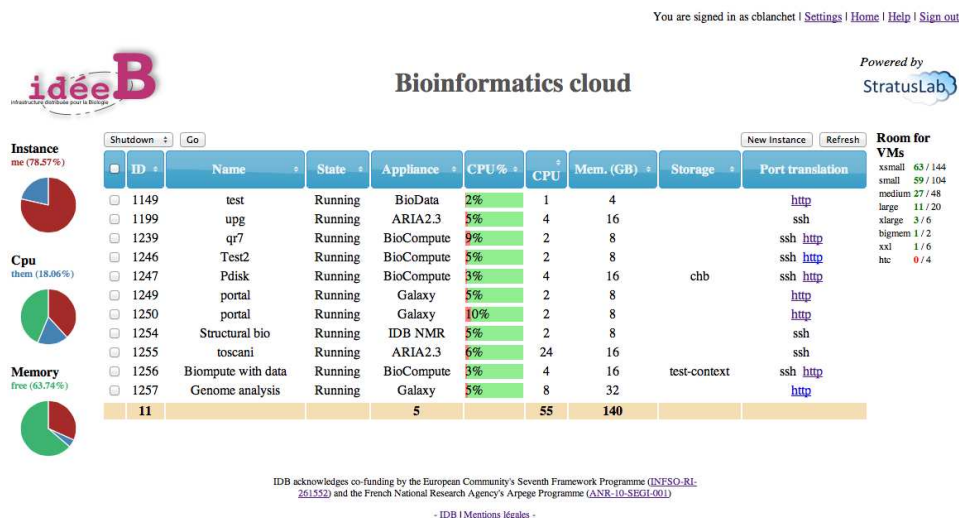 You are signed in as cblanchet | Settings | Home | Help | Sign out
idéeB
Infrastructure distribuée pour la Biologie
Bioinformatics cloud
Powered by
StratusLab
Instance
me (78.57%)
Cpu
them (18.06%)
Memory
free (63.74%)
Shutdown Go New Instance Refresh
ID Name State Appliance CPU% CPU Mem. (GB) Storage Port translation
1149 test Running BioData 2% 1 4 http
1199 upg Running ARIA2.3 5% 4 16 ssh
1239 qr7 Running BioCompute 9% 2 8 ssh http
1246 Test2 Running BioCompute 5% 2 8 ssh http
1247 Pdisk Running BioCompute 3% 4 16 chb ssh http
1249 portal Running Galaxy 5% 2 8 http
1250 portal Running Galaxy 10% 2 8 http
1254 Structural bio Running IDB NMR 5% 2 8 ssh
1255 toscani Running ARIA2.3 6% 24 16 ssh
1256 Biompute with data Running BioCompute 3% 4 16 test-context ssh http
1257 Genome analysis Running Galaxy 5% 8 32 http
11 5 55 140
Room for
VMs
xsmall 63 / 144
small 59 / 104
medium 27 / 48
large 11 / 20
xlarge 3 / 6
bigmem 1 / 2
xxl 1 / 6
htc 0 / 4
IDB acknowledges co-funding by the European Community's Seventh Framework Programme (INFSO-RI-
261552) and the French National Research Agency's Arpege Programme (ANR-10-SEGI-001)
- IDB | Mentions légales -